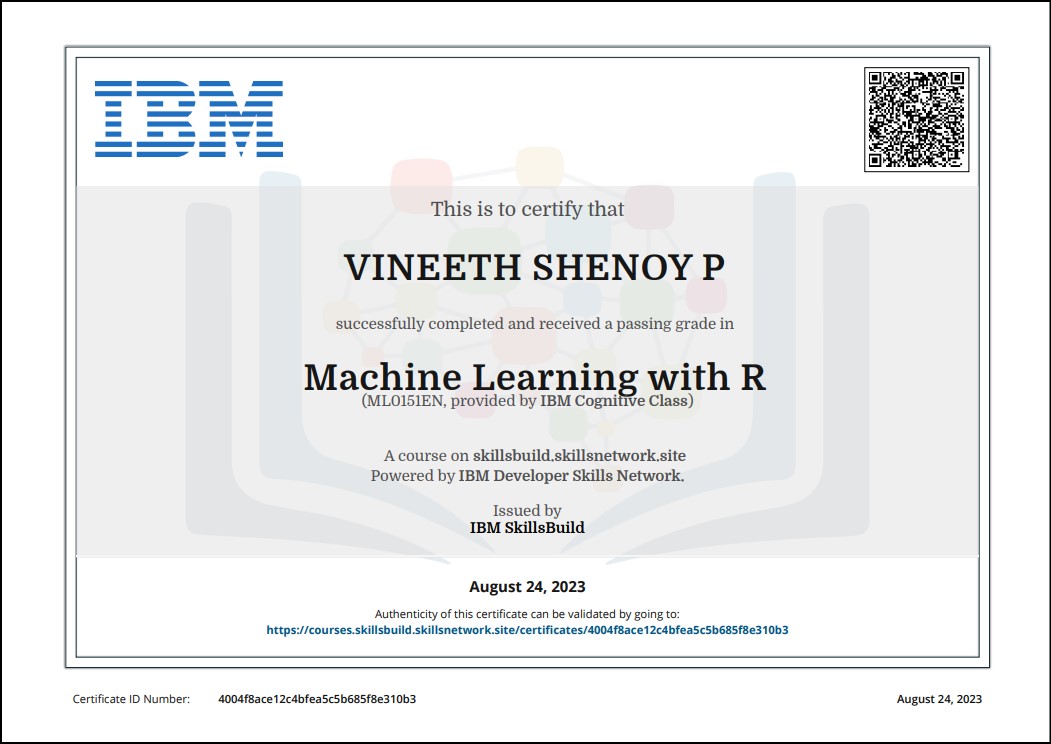 IBM
This is to certify that
VINEETH SHENOY P
successfully completed and received a passing grade in
Machine Learning with R
(ML0151EN, provided by IBM Cognitive Class)
A course on skillsbuild.skillsnetwork.site
Powered by IBM Developer Skills Network.
Issued by
IBM SkillsBuild
August 24, 2023
Authenticity of this certificate can be validated by going to:
https://courses.skillsbuild.skillsnetwork.site/certificates/4004f8ace12c4bfea5c5b685f8e310b3
Certificate ID Number: 4004f8ace12c4bfea5c5b685f8e310b3 August 24, 2023